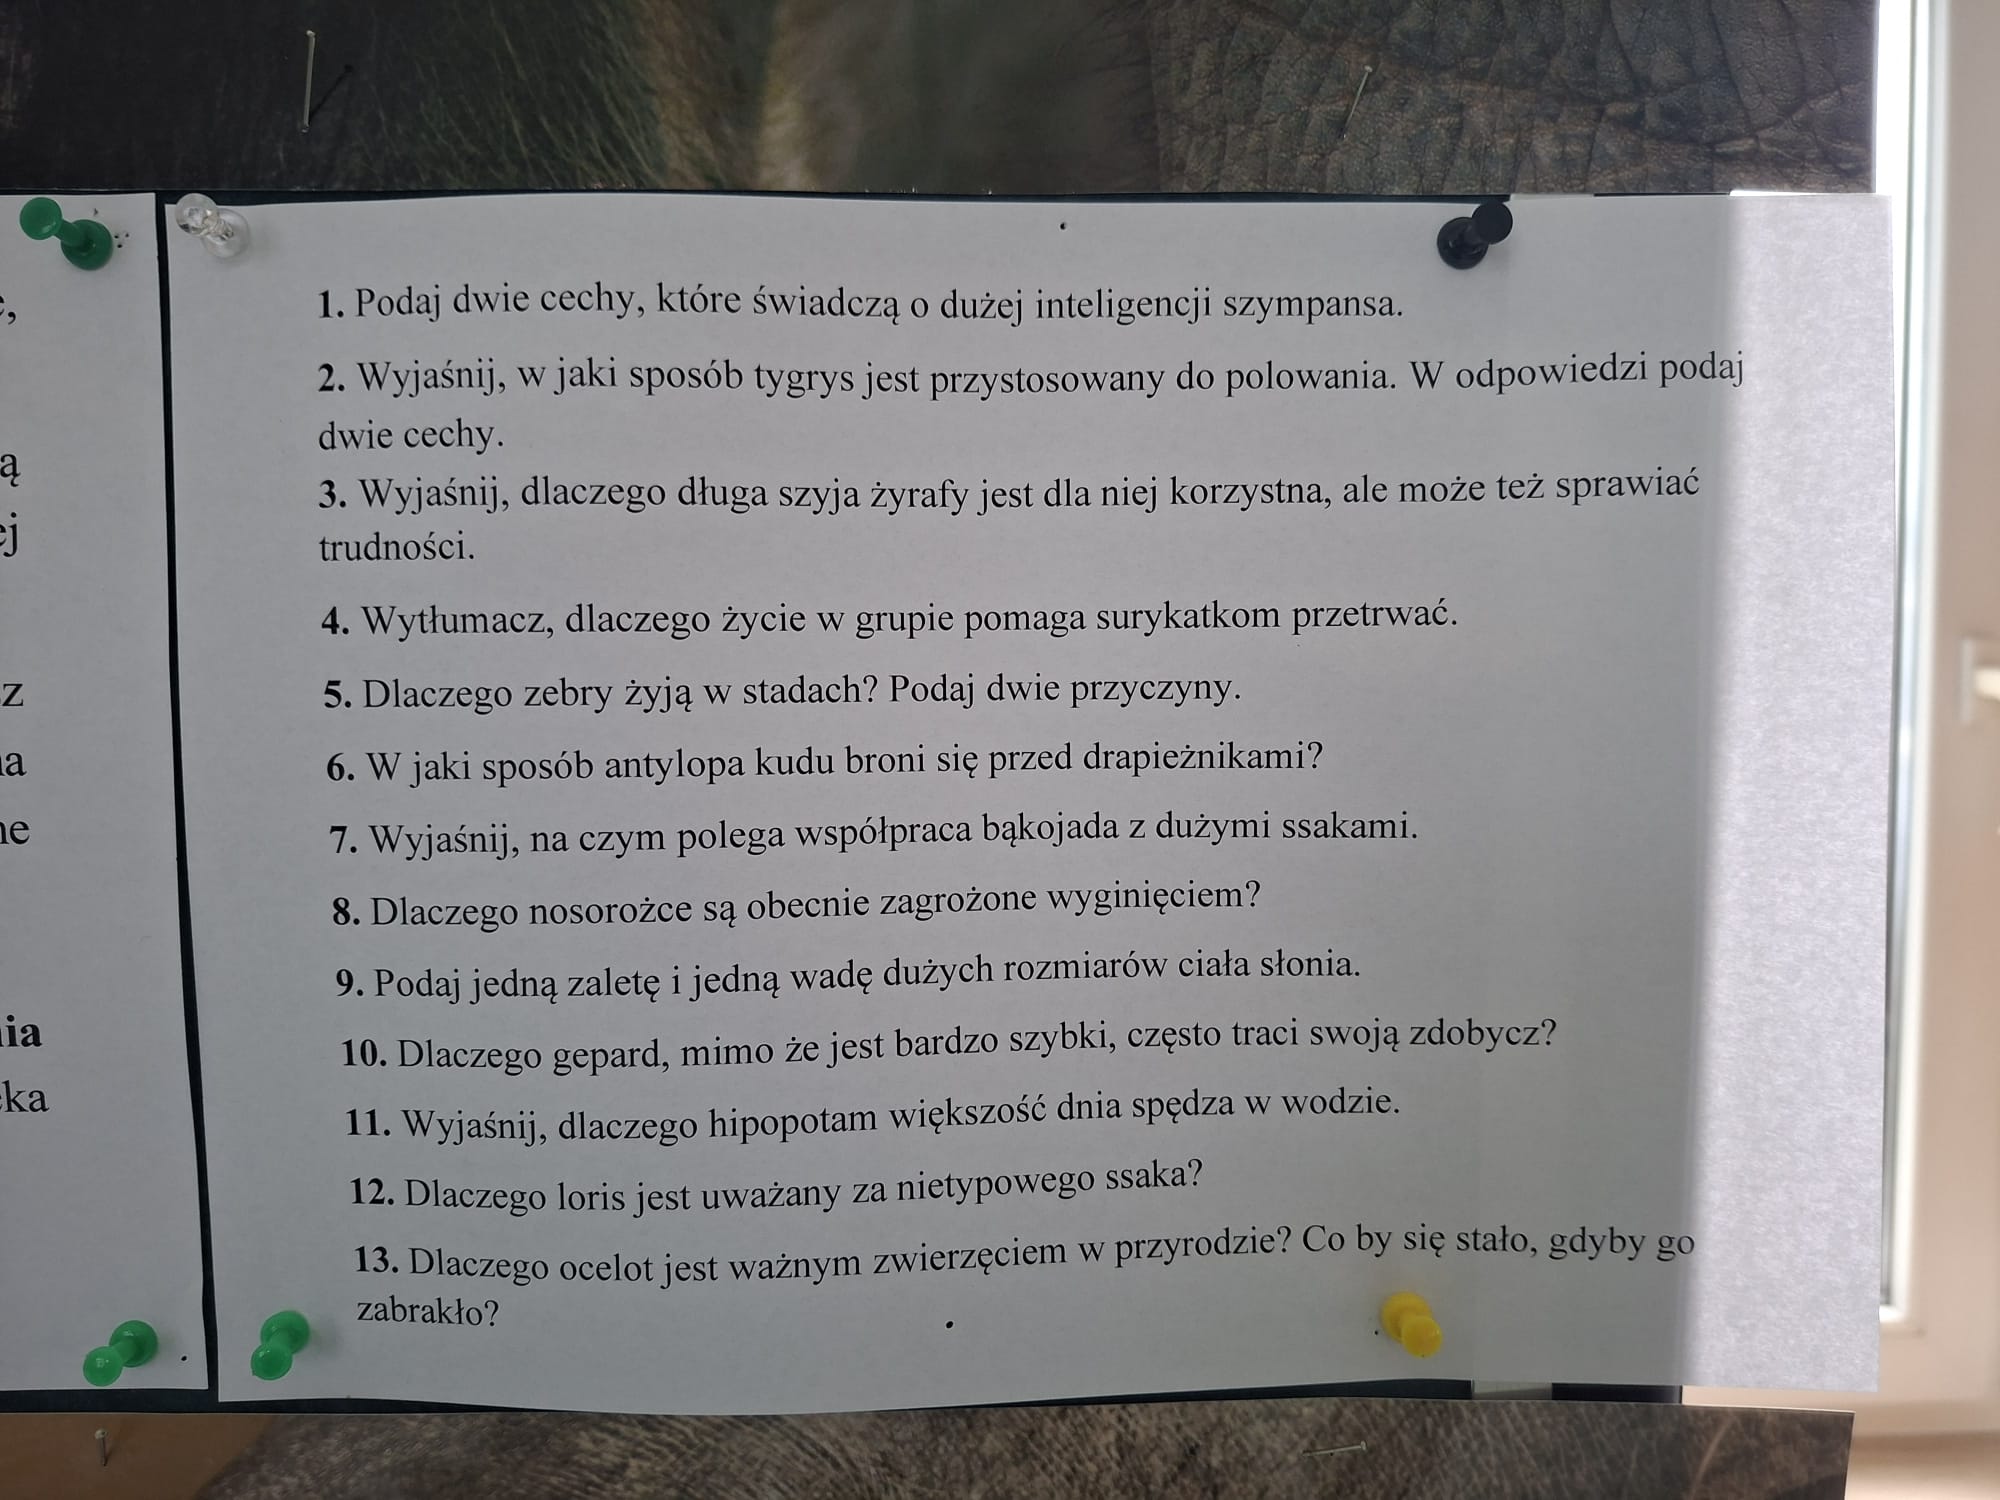 1. Podaj dwie cechy, które świadczą o dużej inteligencji szympansa.
2. Wyjaśnij, w jaki sposób tygrys jest przystosowany do polowania. W odpowiedzi podaj
dwie cechy.
3. Wyjaśnij, dlaczego długa szyja żyrafy jest dla niej korzystna, ale może też sprawiać
trudności.
4. Wytłumacz, dlaczego życie w grupie pomaga surykatkom przetrwać.
5. Dlaczego zebry żyją w stadach? Podaj dwie przyczyny.
6. W jaki sposób antylopa kudu broni się przed drapieżnikami?
7. Wyjaśnij, na czym polega współpraca bąkojada z dużymi ssakami.
8. Dlaczego nosorożce są obecnie zagrożone wyginięciem?
9. Podaj jedną zaletę i jedną wadę dużych rozmiarów ciała słonia.
10. Dlaczego gepard, mimo że jest bardzo szybki, często traci swoją zdobycz?
11. Wyjaśnij, dlaczego hipopotam większość dnia spędza w wodzie.
12. Dlaczego loris jest uważany za nietypowego ssaka?
13. Dlaczego ocelot jest ważnym zwierzęciem w przyrodzie? Co by się stało, gdyby go
zabrakło?